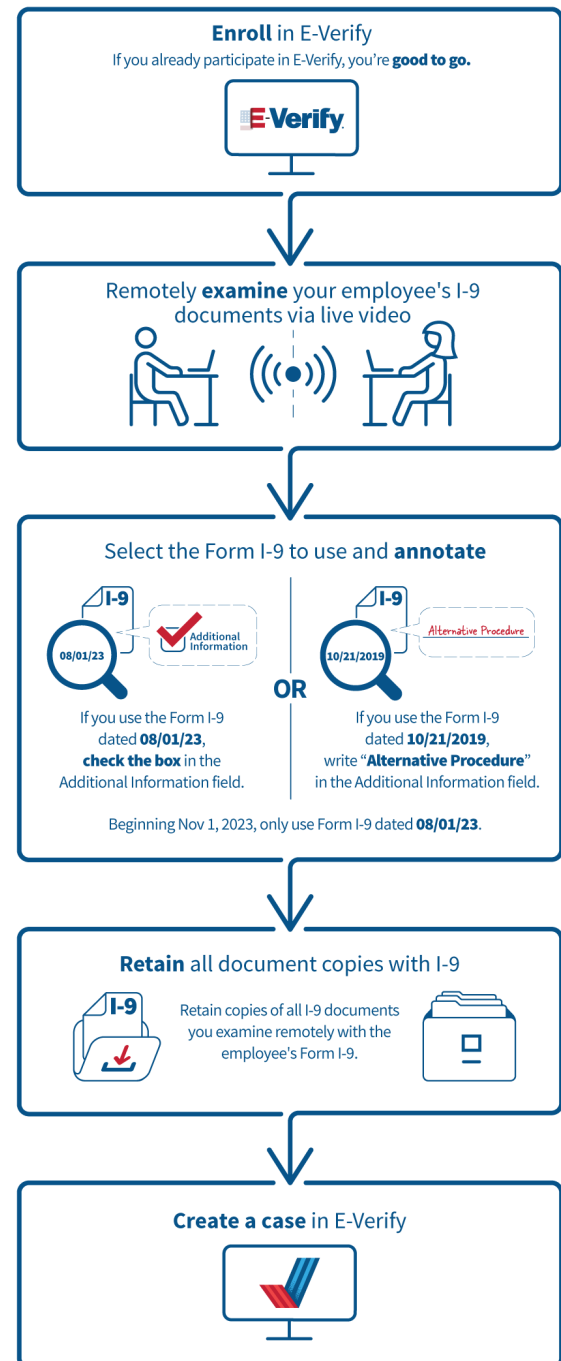 Enroll in E-Verify
If you already participate in E-Verify, you’re good to go.
E-Verify
Remotely examine your employee's I-9
documents via live video
Select the Form I-9 to use and annotate
I-9
08/01/23
Additional
Information
If you use the Form I-9
dated 08/01/23,
check the box in the
Additional Information field.
OR
I-9
10/21/2019
Alternative Procedure
If you use the Form I-9
dated 10/21/2019,
write “Alternative Procedure”
in the Additional Information field.
Beginning Nov 1, 2023, only use Form I-9 dated 08/01/23.
Retain all document copies with I-9
I-9
Retain copies of all I-9 documents
you examine remotely with the
employee's Form I-9.
Create a case in E-Verify